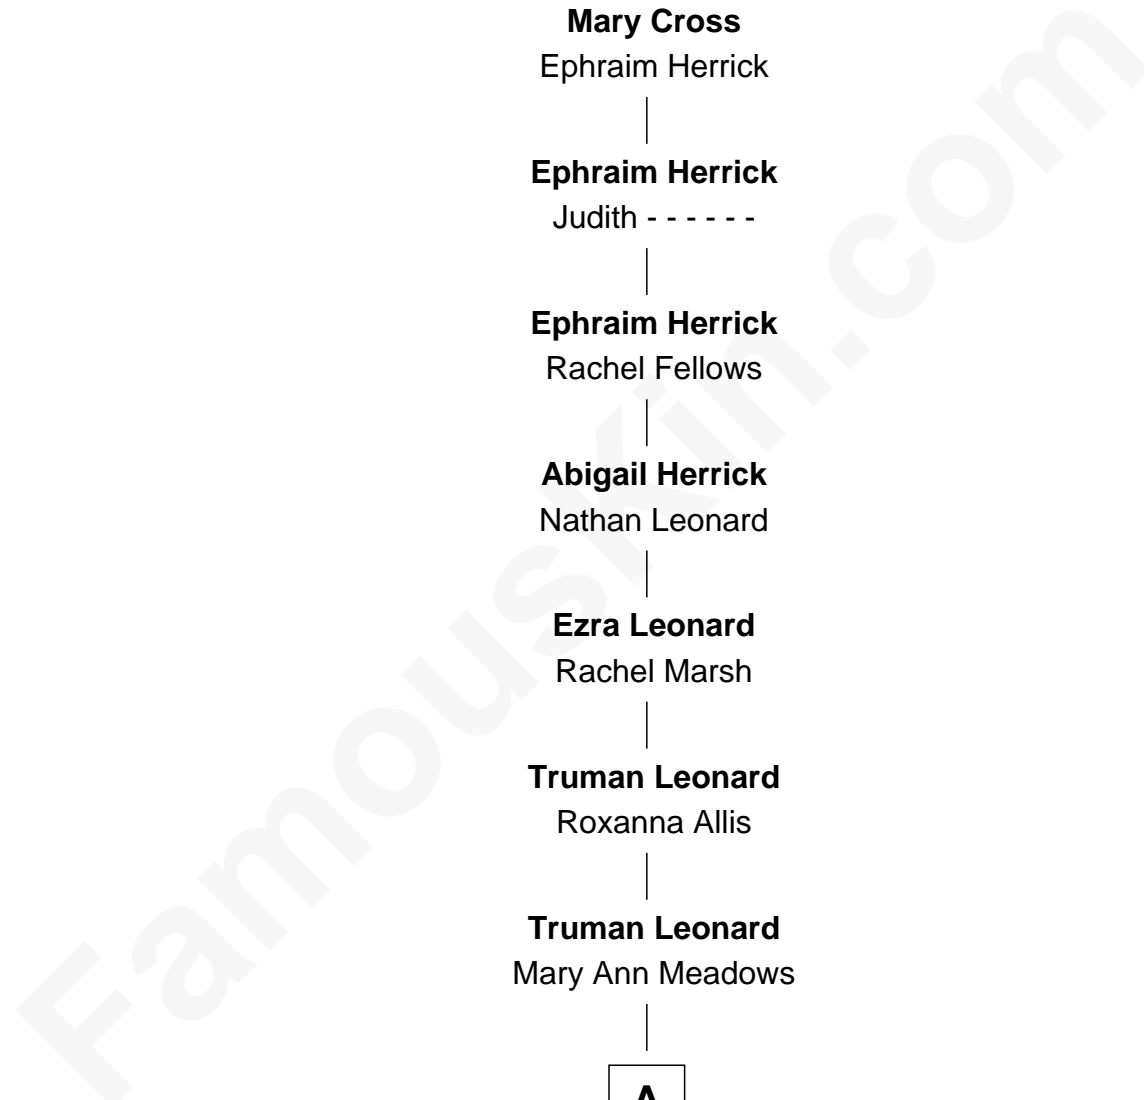 Mary Cross
Ephraim Herrick
Ephraim Herrick
Judith - - - - - -
Ephraim Herrick
Rachel Fellows
Abigail Herrick
Nathan Leonard
Ezra Leonard
Rachel Marsh
Truman Leonard
Roxanna Allis
Truman Leonard
Mary Ann Meadows
A
FamousKin.com